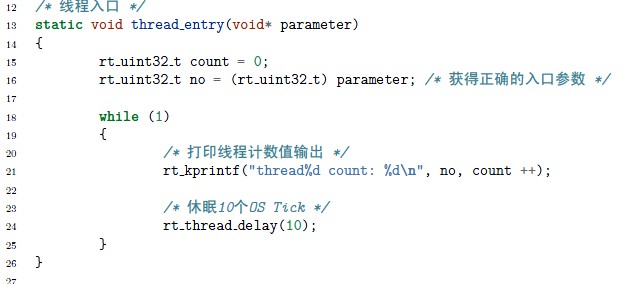 12 /* 线程入口 */
13 static void thread_entry(void* parameter)
14 {
15 rt_uint32_t count = 0;
16 rt_uint32_t no = (rt_uint32_t) parameter; /* 获得正确的入口参数 */
17
18 while (1)
19 {
20 /* 打印线程计数值输出 */
21 rt_kprintf("thread%d count: %d\n", no, count ++);
22
23 /* 休眠10个OS Tick */
24 rt_thread_delay(10);
25 }
26 }
27